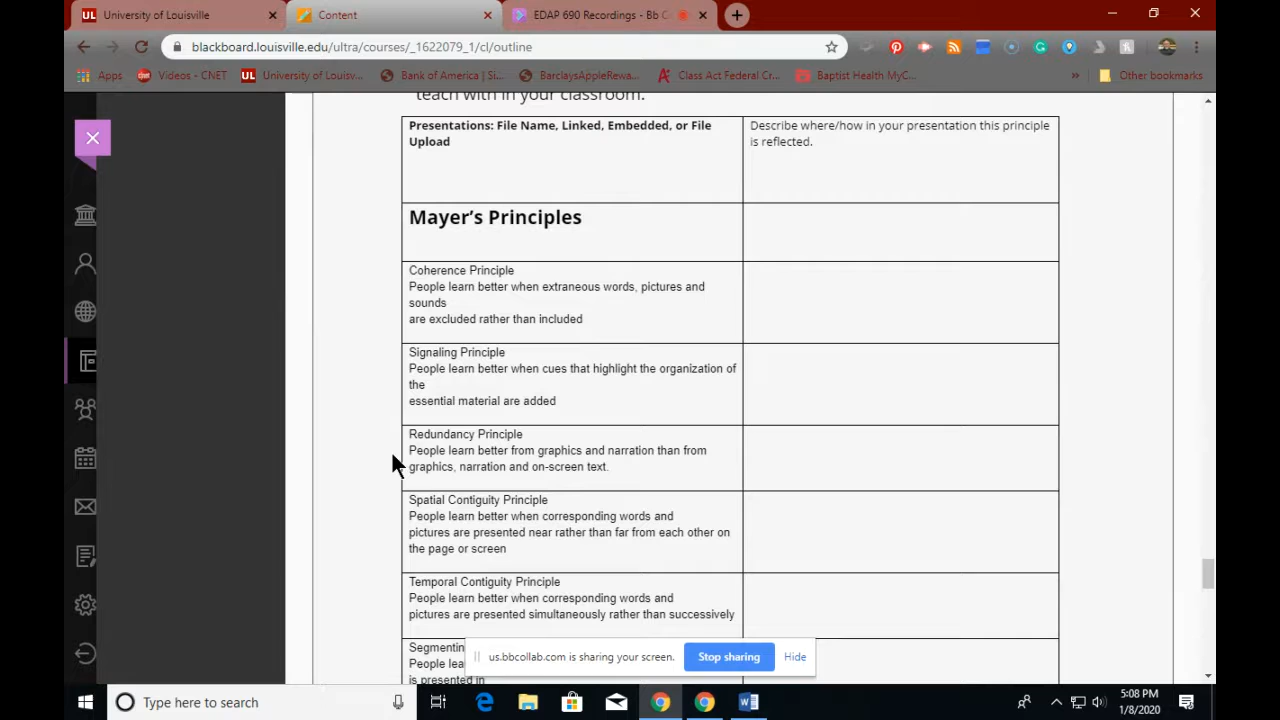 University of Louisville
Content
EDAP 690 Recordings - Bb C
blackboard.louisville.edu/ultra/courses/_1622079_1/cl/outline
Apps
Videos - CNET
University of Louisv...
Bank of America | Si...
BarclaysAppleRewa...
Class Act Federal Cr...
Baptist Health MyC...
»
Other bookmarks
teach with in your classroom.
Presentations: File Name, Linked, Embedded, or File
Upload
Describe where/how in your presentation this principle
is reflected.
Mayer's Principles
Coherence Principle
People learn better when extraneous words, pictures and
sounds
are excluded rather than included
Signaling Principle
People learn better when cues that highlight the organization of
the
essential material are added
Redundancy Principle
People learn better from graphics and narration than from
graphics, narration and on-screen text.
Spatial Contiguity Principle
People learn better when corresponding words and
pictures are presented near rather than far from each other on
the page or screen
Temporal Contiguity Principle
People learn better when corresponding words and
pictures are presented simultaneously rather than successively
Segmentin
People lea
is presented in
us.bbcollab.com is sharing your screen.
Stop sharing
Hide
Type here to search
5:08 PM
1/8/2020